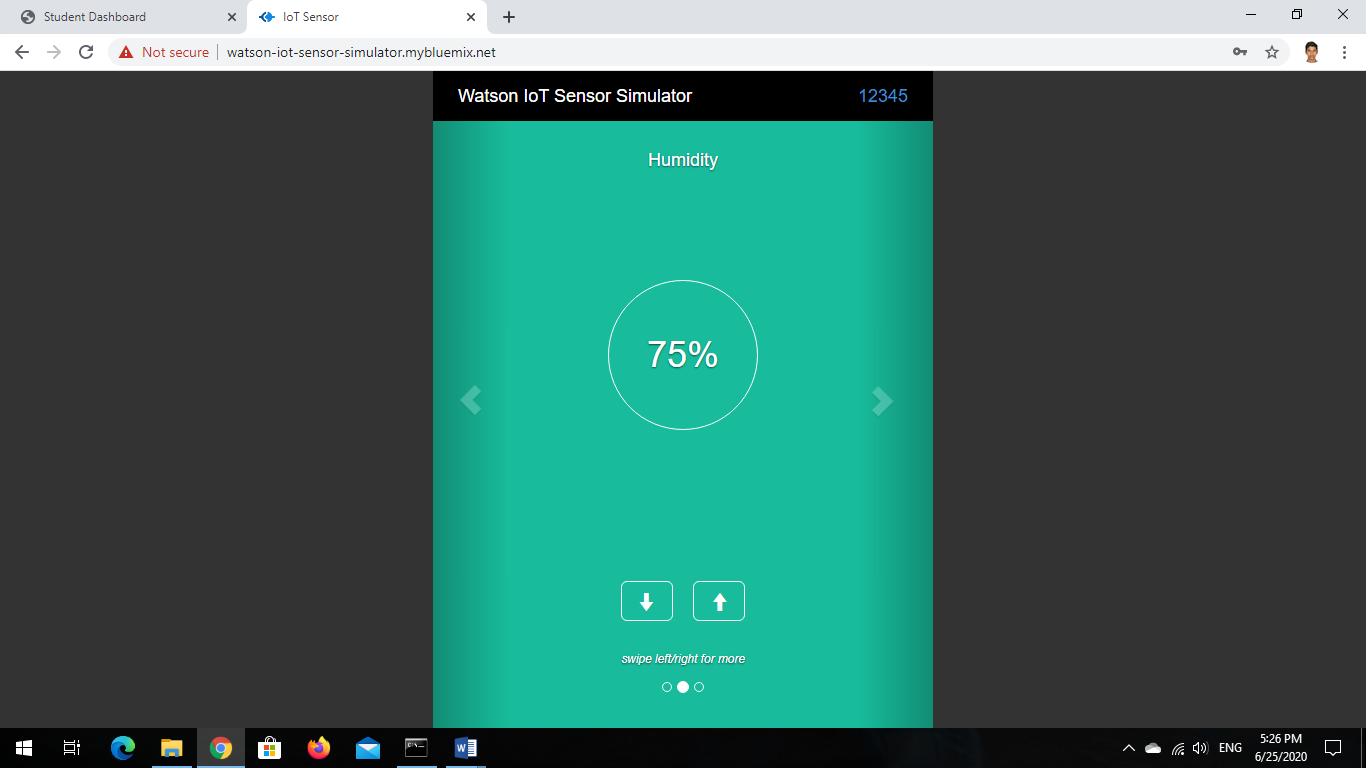 Student Dashboard
IoT Sensor
Not secure
watson-iot-sensor-simulator.mybluemix.net
Watson IoT Sensor Simulator
12345
Humidity
75%
swipe left/right for more
ENG
5:26 PM
6/25/2020